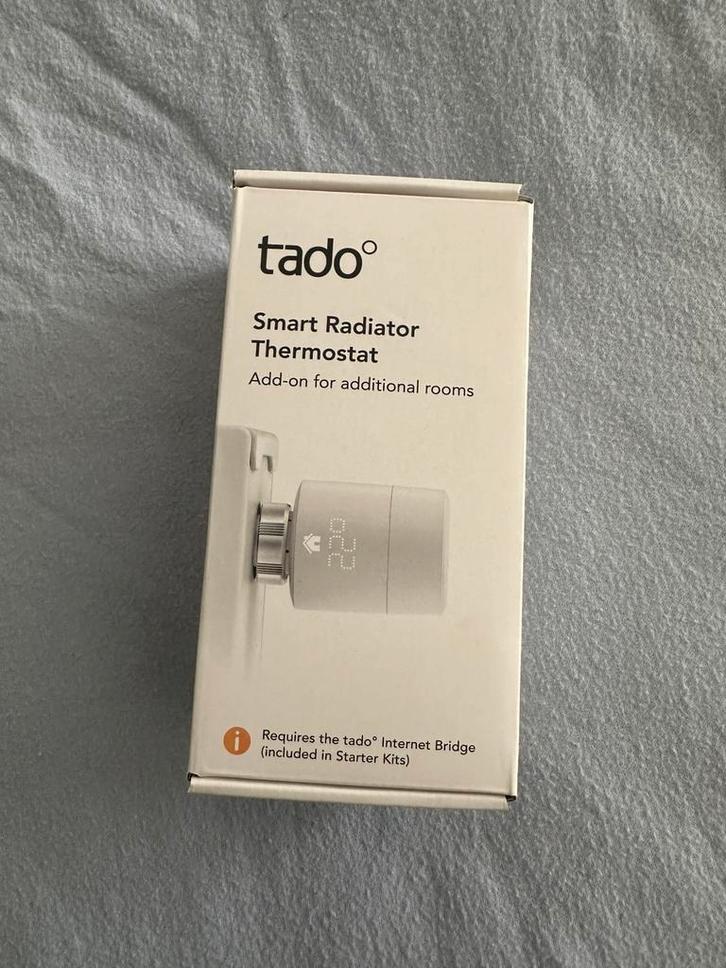 tado°
Smart Radiator
Thermostat
Add-on for additional rooms
22°
i
Requires the tado° Internet Bridge
(included in Starter Kits)